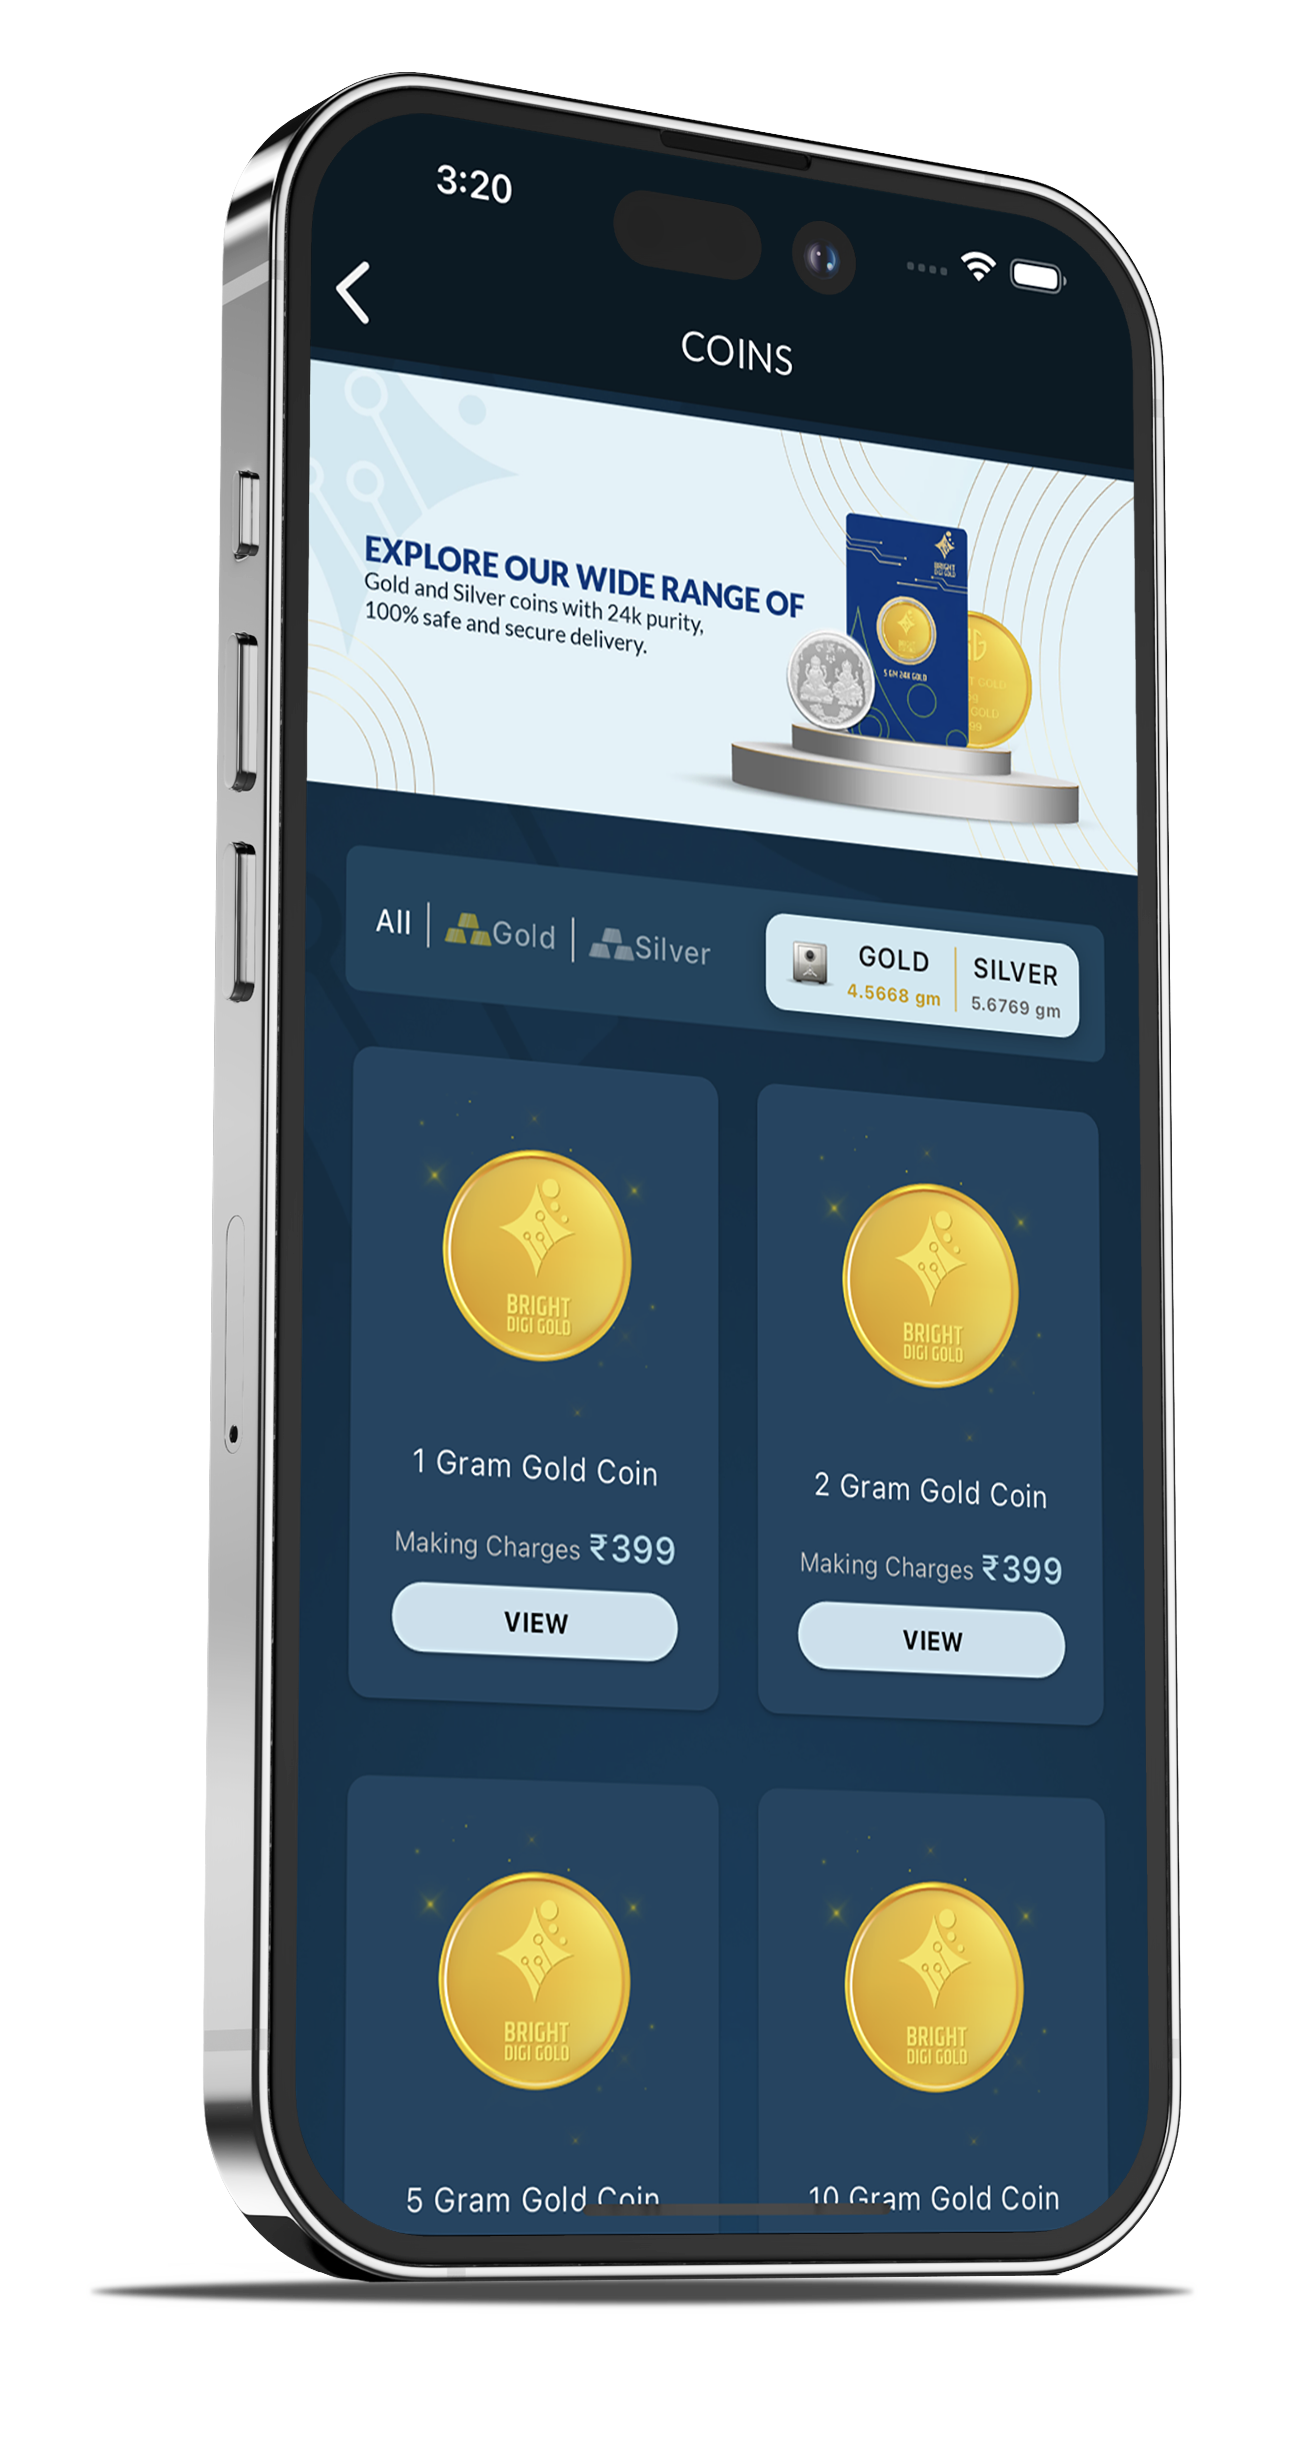 3:20
COINS
EXPLORE OUR WIDE RANGE OF
Gold and Silver coins with 24k purity,
100% safe and secure delivery.
BRIGHT
DIGI GOLD
5 GM 24K GOLD
All | Gold | Silver
GOLD
4.5668 gm
SILVER
5.6769 gm
BRIGHT
DIGI GOLD
1 Gram Gold Coin
Making Charges ₹399
VIEW
BRIGHT
DIGI GOLD
2 Gram Gold Coin
Making Charges ₹399
VIEW
BRIGHT
DIGI GOLD
5 Gram Gold Coin
BRIGHT
DIGI GOLD
10 Gram Gold Coin